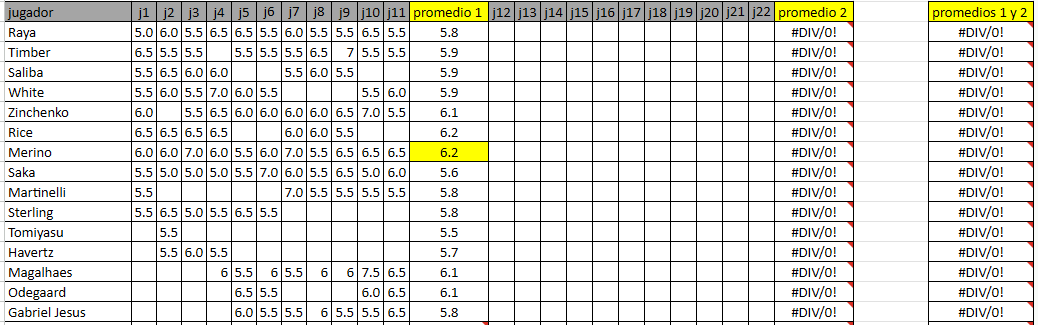 jugador j1 j2 j3 j4 j5 j6 j7 j8 j9 j10 j11 promedio 1 j12 j13 j14 j15 j16 j17 j18 j19 j20 j21 j22 promedio 2 promedios 1 y 2
Raya 5.0 6.0 5.5 6.5 6.5 5.5 6.0 5.5 5.5 6.5 5.5 5.8 #DIV/0! #DIV/0!
Timber 6.5 5.5 5.5 5.5 5.5 5.5 6.5 7 5.5 5.5 5.9 #DIV/0! #DIV/0!
Saliba 5.5 6.5 6.0 6.0 5.5 6.0 5.5 5.9 #DIV/0! #DIV/0!
White 5.5 6.0 5.5 7.0 6.0 5.5 5.5 6.0 5.9 #DIV/0! #DIV/0!
Zinchenko 6.0 5.5 6.5 6.0 6.0 6.0 6.0 6.5 7.0 5.5 6.1 #DIV/0! #DIV/0!
Rice 6.5 6.5 6.5 6.5 6.0 6.0 5.5 6.2 #DIV/0! #DIV/0!
Merino 6.0 6.0 7.0 6.0 5.5 6.0 7.0 5.5 6.5 6.5 6.5 6.2 #DIV/0! #DIV/0!
Saka 5.5 5.0 5.0 5.0 5.5 7.0 6.0 5.5 6.5 5.0 6.0 5.6 #DIV/0! #DIV/0!
Martinelli 5.5 7.0 5.5 5.5 5.5 5.5 5.8 #DIV/0! #DIV/0!
Sterling 5.5 6.5 5.0 5.5 6.5 5.5 5.8 #DIV/0! #DIV/0!
Tomiyasu 5.5 5.5 #DIV/0! #DIV/0!
Havertz 5.5 6.0 5.5 5.7 #DIV/0! #DIV/0!
Magalhaes 6 5.5 6 5.5 6 6 7.5 6.5 6.1 #DIV/0! #DIV/0!
Odegaard 6.5 5.5 6.0 6.5 6.1 #DIV/0! #DIV/0!
Gabriel Jesus 6.0 5.5 5.5 6 5.5 5.5 6.5 5.8 #DIV/0! #DIV/0!